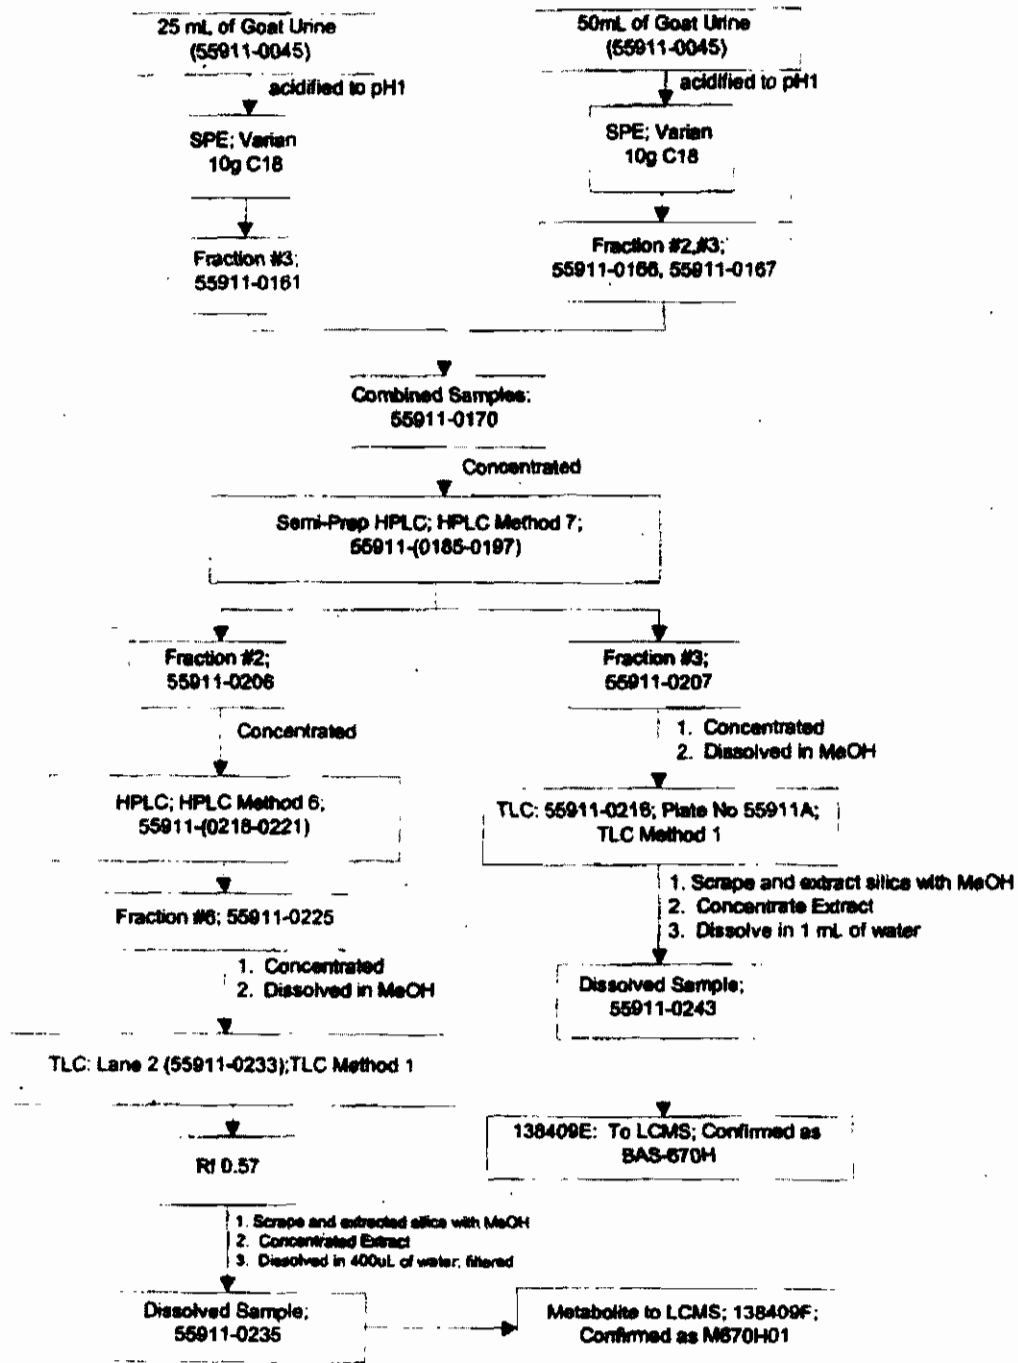 25 mL of Goat Urine
(55911-0045)
50mL of Goat Urine
(55911-0045)
acidified to pH1
acidified to pH1
SPE; Varian
10g C18
SPE; Varian
10g C18
Fraction #3;
55911-0161
Fraction #2,#3;
55911-0166, 55911-0167
Combined Samples:
55911-0170
Concentrated
Semi-Prep HPLC; HPLC Method 7;
55911-(0185-0197)
Fraction #2;
55911-0206
Fraction #3;
55911-0207
Concentrated
1. Concentrated
2. Dissolved in MeOH
HPLC; HPLC Method 6;
55911-(0218-0221)
TLC: 55911-0216; Plate No 55911A;
TLC Method 1
Fraction #6; 55911-0225
1. Scrape and extract silica with MeOH
2. Concentrate Extract
3. Dissolve in 1 mL of water
1. Concentrated
2. Dissolved in MeOH
Dissolved Sample;
55911-0243
TLC: Lane 2 (55911-0233);TLC Method 1
138409E: To LCMS; Confirmed as
BAS-670H
Rf 0.57
1. Scrape and extracted silica with MeOH
2. Concentrated Extract
3. Dissolved in 400uL of water; filtered
Dissolved Sample;
55911-0235
Metabolite to LCMS; 138409F;
Confirmed as M670H01